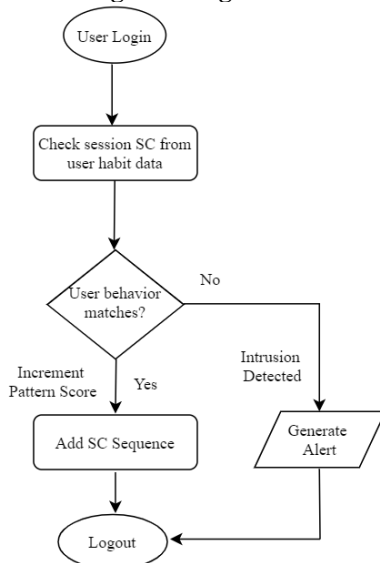 User Login
Check session SC from
user habit data
User behavior
matches?
No
Increment
Pattern Score
Yes
Intrusion
Detected
Add SC Sequence
Generate
Alert
Logout